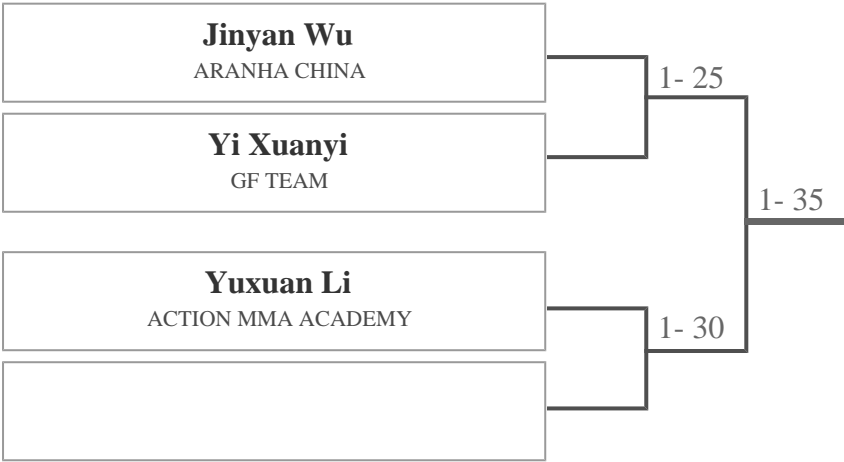 Jinyan Wu
ARANHA CHINA
1- 25
Yi Xuanyi
GF TEAM
1- 35
Yuxuan Li
ACTION MMA ACADEMY
1- 30